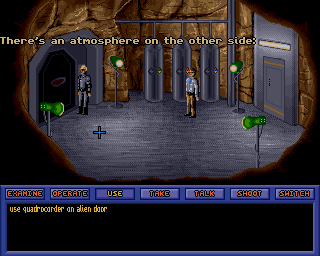 There's an atmosphere on the other side.
EXAMINE OPERATE USE TAKE TALK SHOOT SWITCH
use quadrocorder on alien door